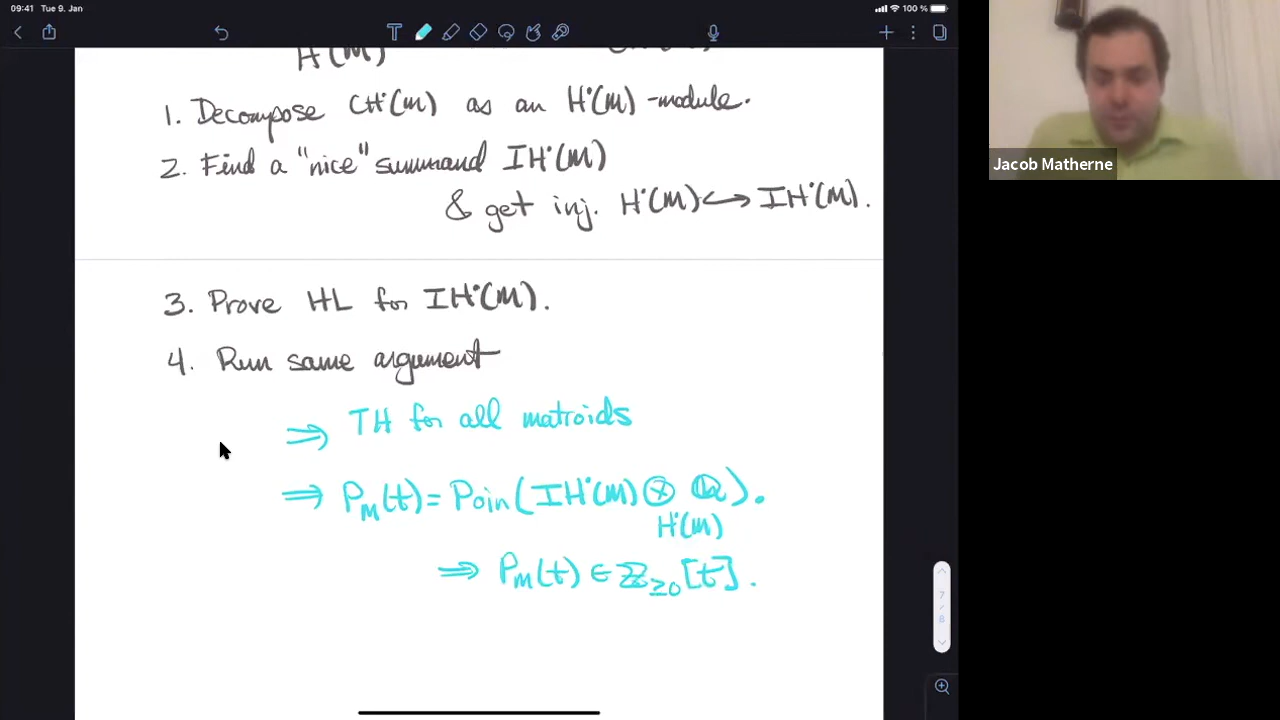 09:41 Tue 9. Jan
100 %
H(M)
1. Decompose CH•(M) as an H•(M)-module.
2. Find a "nice" summand IH•(M)
& get inj. H•(M) ↪ IH•(M).
3. Prove HL for IH•(M).
4. Run same argument
⇒ TH for all matroids
⇒ P_M(t) = Poin(IH•(M) ⊗ Q).
H•(M)
⇒ P_M(t) ∈ Z≥0[t].
7
/
8
Jacob Matherne